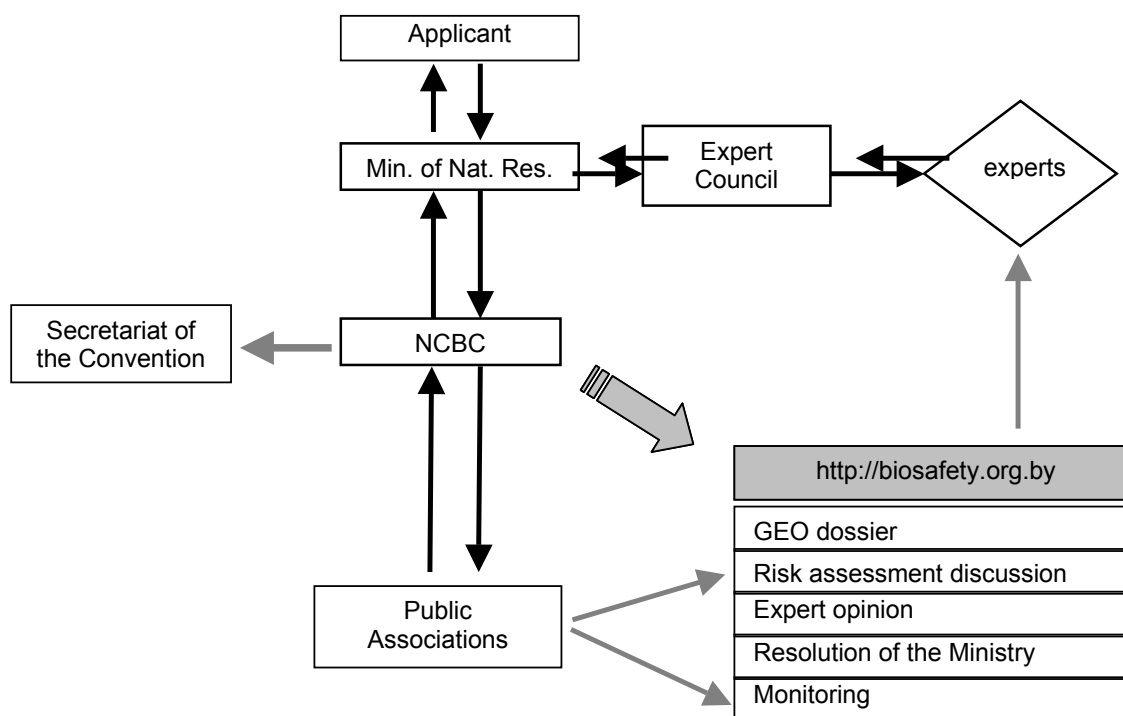 Applicant
Min. of Nat. Res.
Expert
Council
experts
Secretariat of
the Convention
NCBC
http://biosafety.org.by
GEO dossier
Risk assessment discussion
Expert opinion
Resolution of the Ministry
Monitoring
Public
Associations